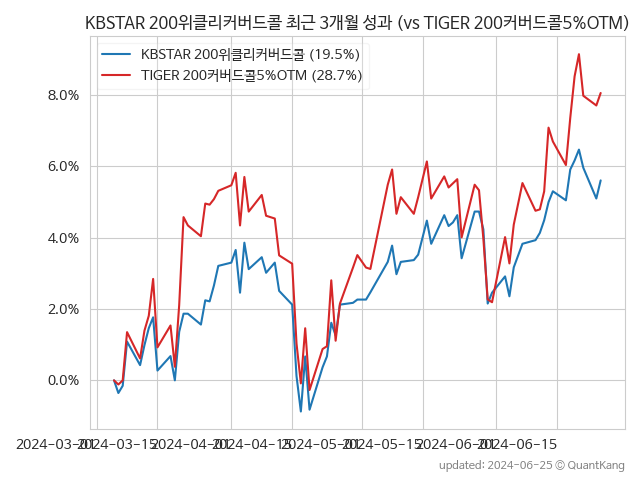 KBSTAR 200위클리커버드콜 최근 3개월 성과 (vs TIGER 200커버드콜5%OTM)
KBSTAR 200위클리커버드콜 (19.5%)
TIGER 200커버드콜5%OTM (28.7%)
8.0%
6.0%
4.0%
2.0%
0.0%
2024-03-01 2024-03-15 2024-04-01 2024-04-15 2024-05-01 2024-05-15 2024-06-01 2024-06-15
updated: 2024-06-25 © QuantKang